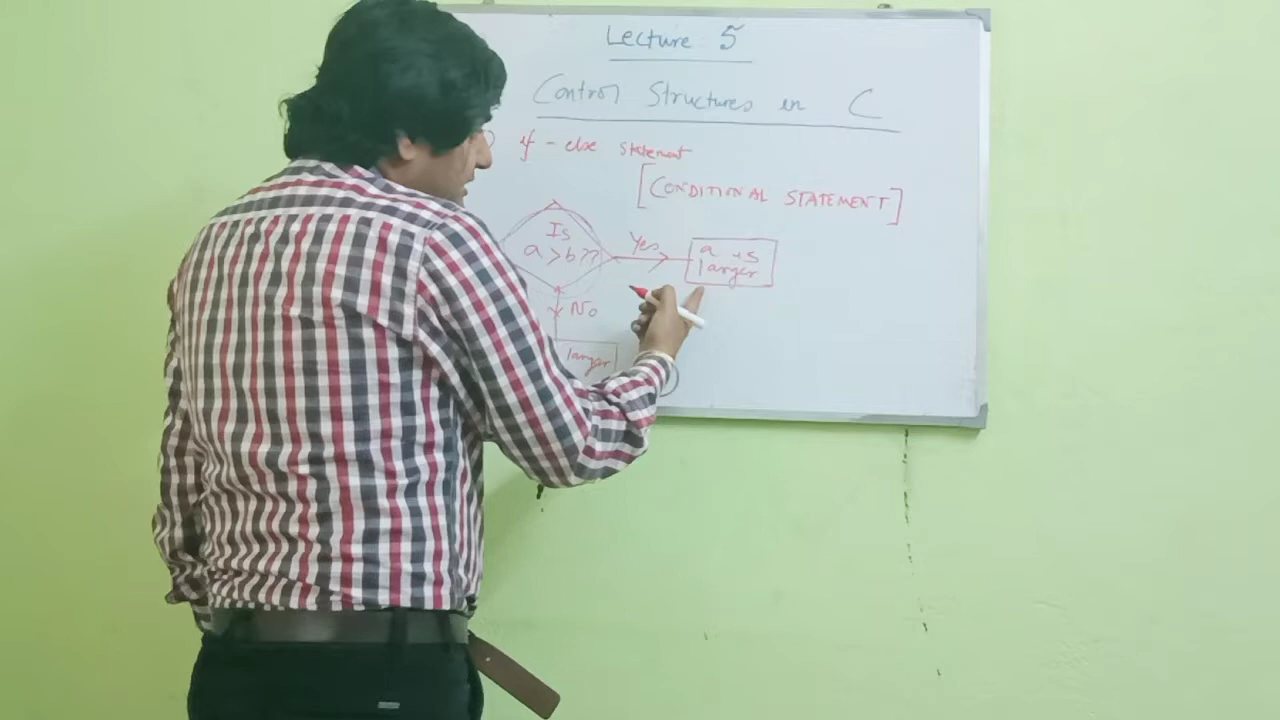 Lecture 5
Control Structures in C
if - else statement
[CONDITIONAL STATEMENT]
Is
a > b ??
Yes
a is
larger
No
larger